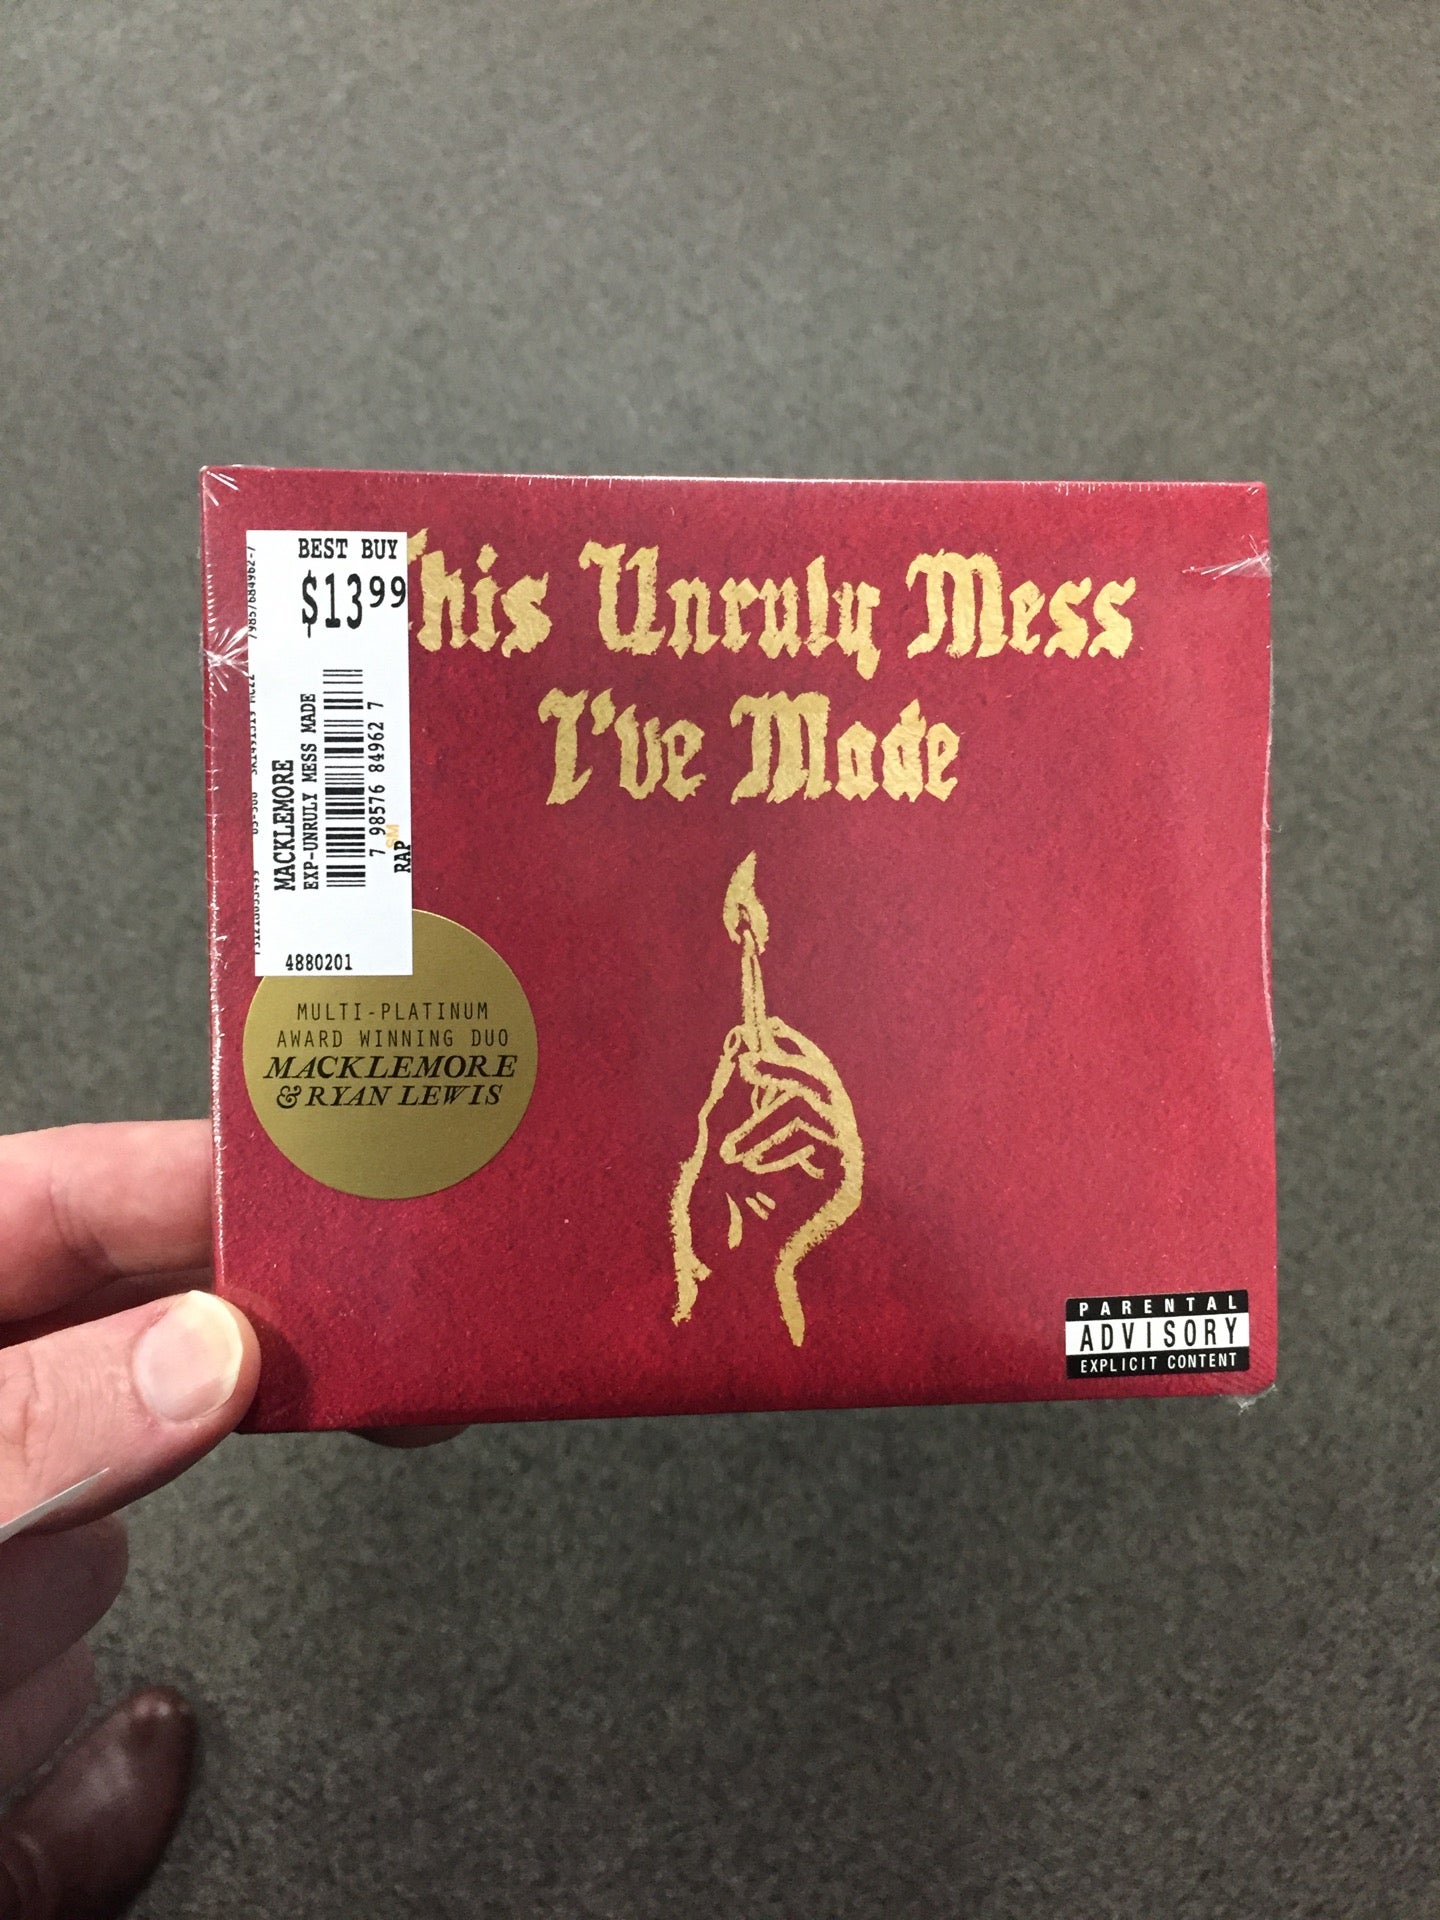 BEST BUY
$13.99
MACKLEMORE
EXP-UNRULY MESS MADE
7 98576 84962 7
RAP
4880201
This Unruly Mess
I've Made
MULTI-PLATINUM
AWARD WINNING DUO
MACKLEMORE
& RYAN LEWIS
PARENTAL
ADVISORY
EXPLICIT CONTENT